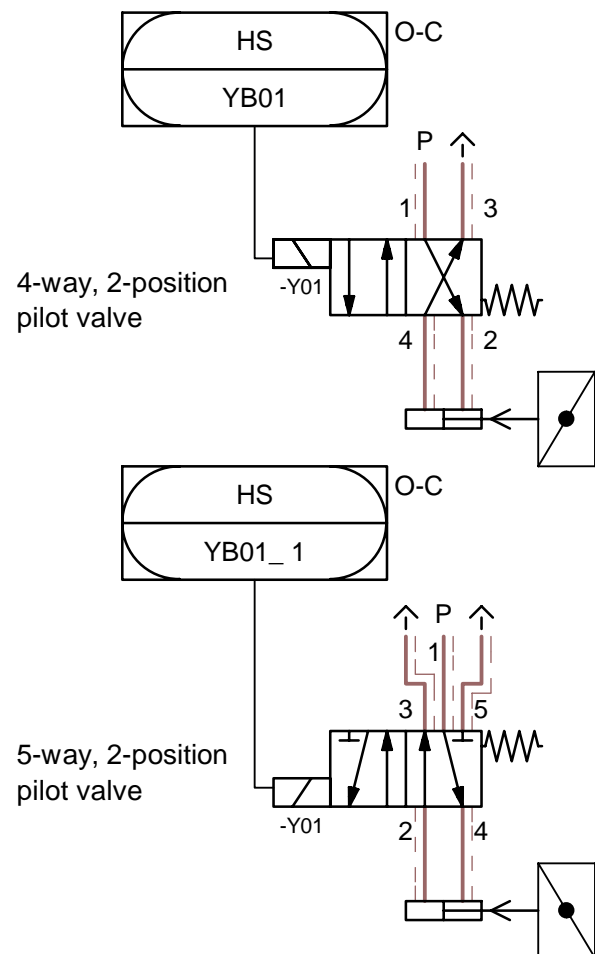 HS
O-C
YB01
P
1
3
-Y01
4-way, 2-position
pilot valve
4
2
HS
O-C
YB01_ 1
P
1
3
5
5-way, 2-position
pilot valve
-Y01
2
4